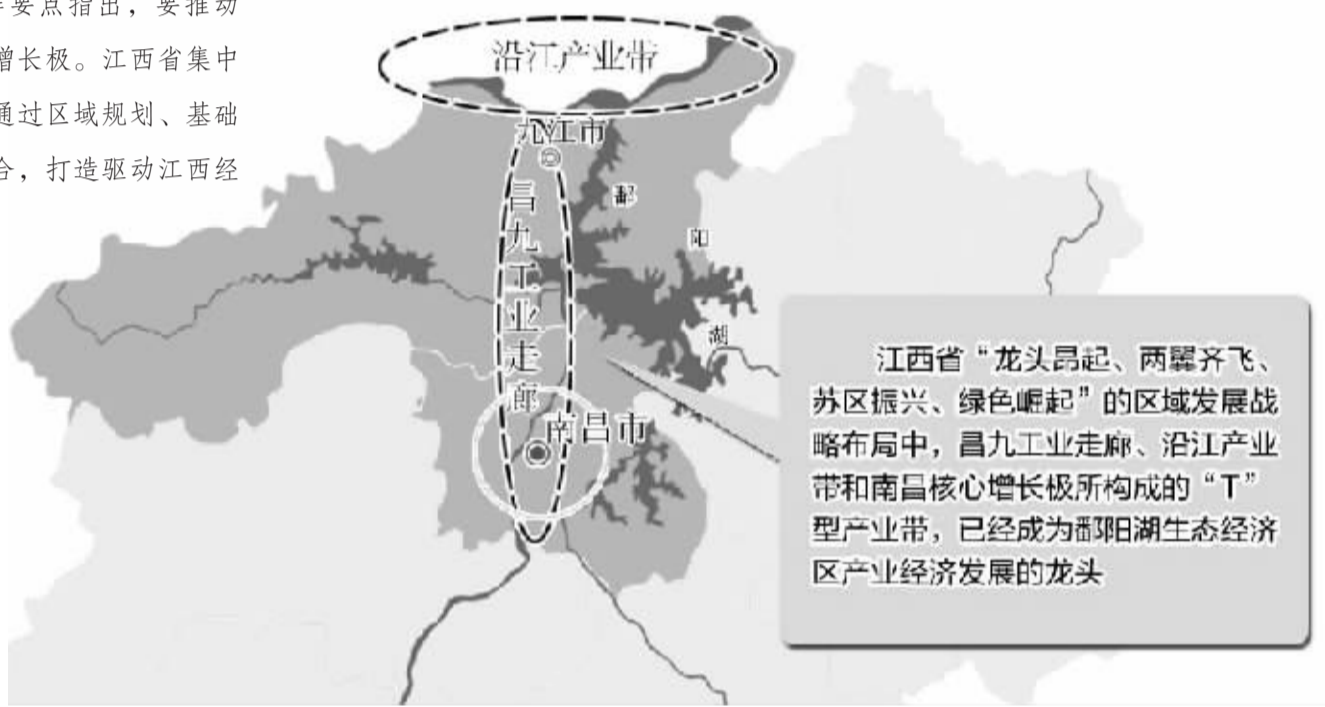 要点指出，要推动
增长极。江西省集中
通过区域规划、基础
合，打造驱动江西经
沿江产业带
九江市
昌九工业走廊
鄱
阳
湖
南昌市
江西省“龙头昂起、两翼齐飞、
苏区振兴、绿色崛起”的区域发展战
略布局中，昌九工业走廊、沿江产业
带和南昌核心增长极所构成的“T”
型产业带，已经成为鄱阳湖生态经济
区产业经济发展的龙头